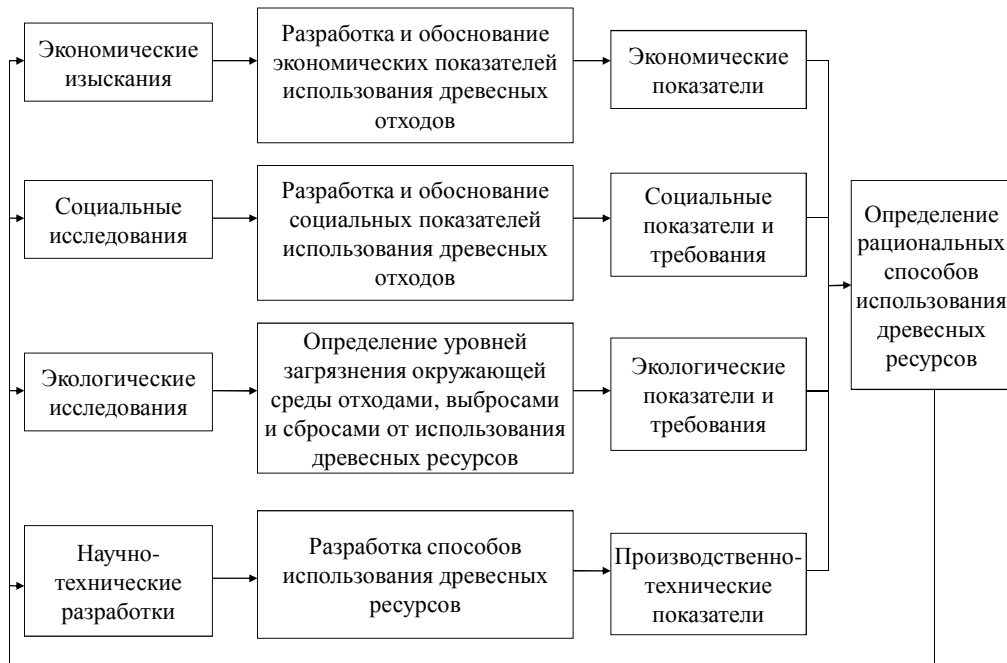 Экономические
изыскания
Разработка и обоснование
экономических показателей
использования древесных
отходов
Экономические
показатели
Социальные
исследования
Разработка и обоснование
социальных показателей
использования древесных
отходов
Социальные
показатели и
требования
Экологические
исследования
Определение уровней
загрязнения окружающей
среды отходами, выбросами
и сбросами от использования
древесных ресурсов
Экологические
показатели и
требования
Научно-
технические
разработки
Разработка способов
использования древесных
ресурсов
Производственно-
технические
показатели
Определение
рациональных
способов
использования
древесных
ресурсов